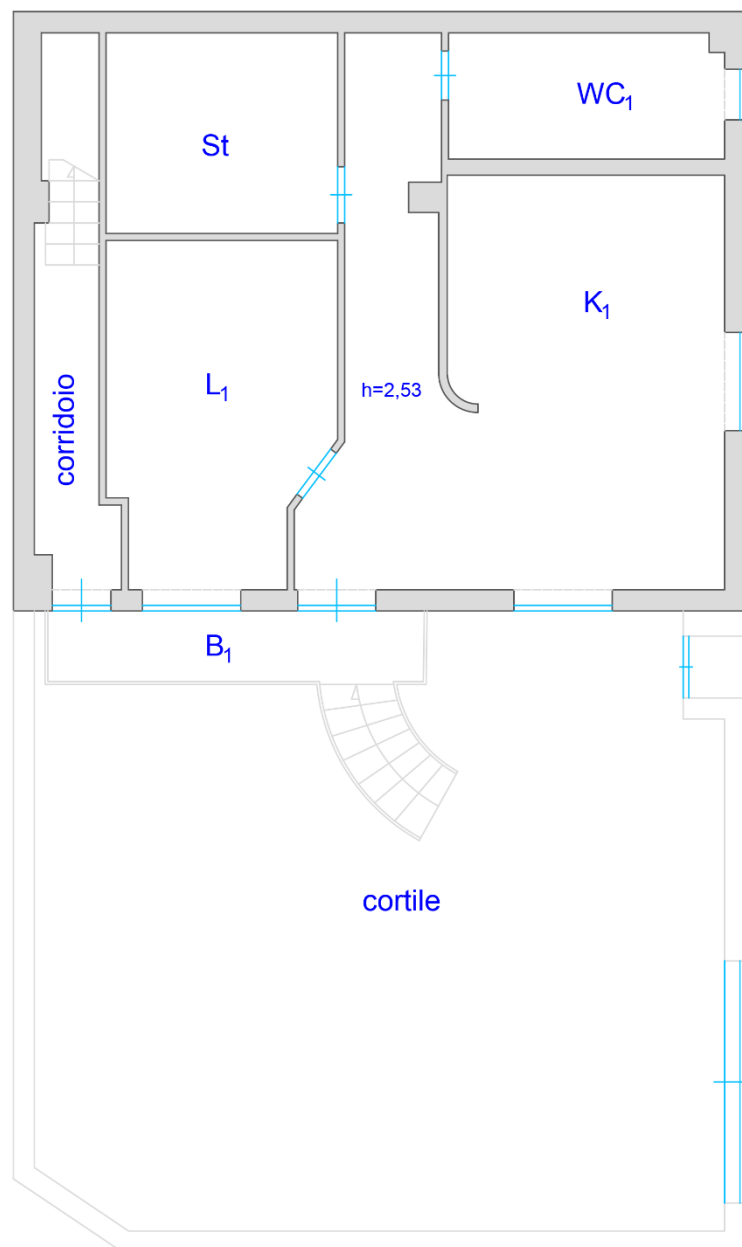 WC₁
St
K₁
L₁
h=2,53
corridoio
B₁
cortile